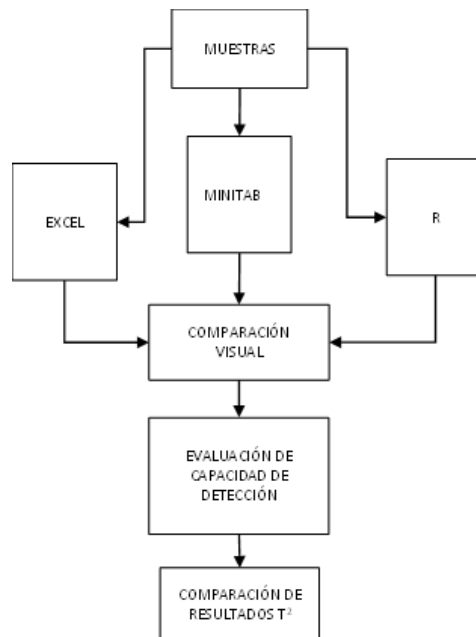 MUESTRAS
EXCEL
MINITAB
R
COMPARACIÓN
VISUAL
EVALUACIÓN DE
CAPACIDAD DE
DETECCIÓN
COMPARACIÓN DE
RESULTADOS T²